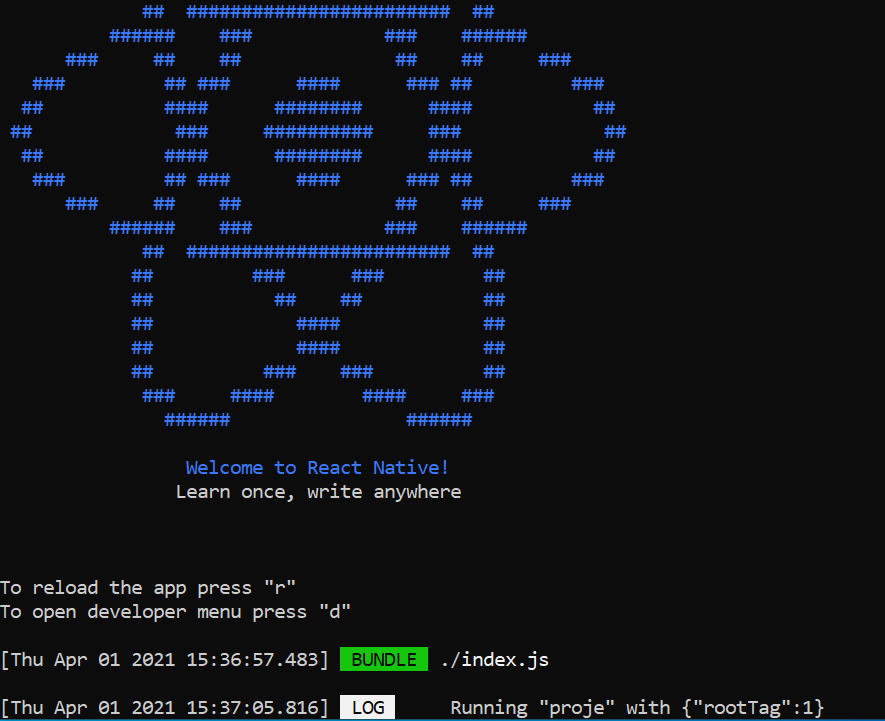 Welcome to React Native!
Learn once, write anywhere
To reload the app press "r"
To open developer menu press "d"
[Thu Apr 01 2021 15:36:57.483] BUNDLE ./index.js
[Thu Apr 01 2021 15:37:05.816] LOG Running "proje" with {"rootTag":1}